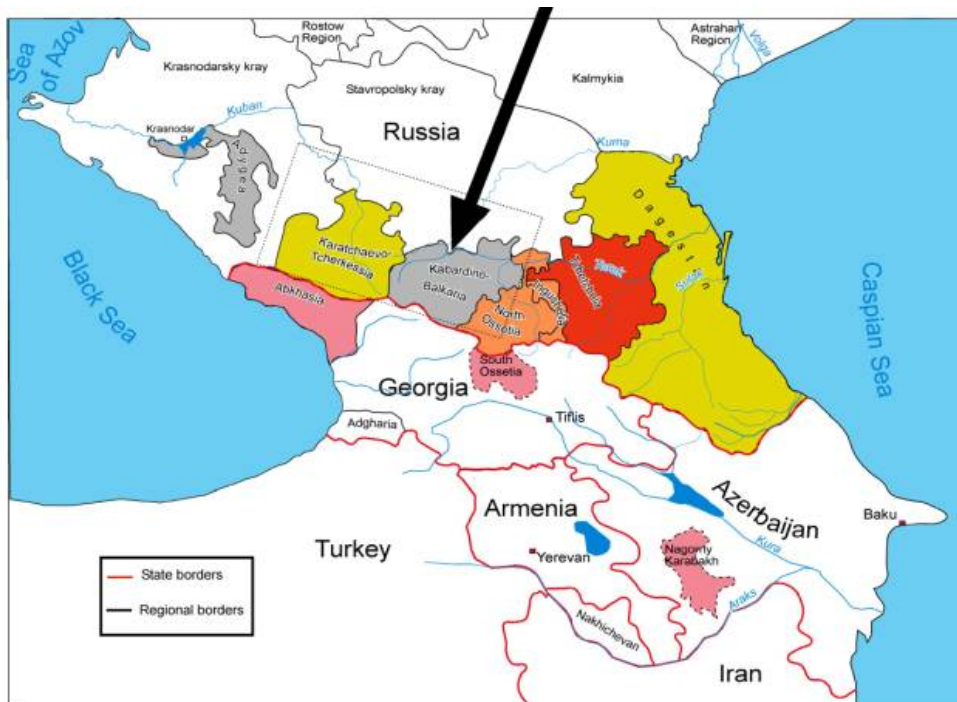 Rostow
Region
Astrahan
Region
Volga
Sea
of Azov
Krasnodarsky kray
Stavropolsky kray
Kalmykia
Kuban
Krasnodar
Russia
Kuma
Adygea
Dagestan
Karatchaevo-
Tcherkessia
Kabardino-
Balkaria
Terek
Sulak
Abkhasia
North
Ossetia
Black Sea
Caspian Sea
South
Ossetia
Georgia
Tiflis
Adgharia
Azerbaijan
Armenia
Baku
Kura
Nagorny
Karabakh
Turkey
Yerevan
State borders
Regional borders
Araks
Nakhichevan
Iran